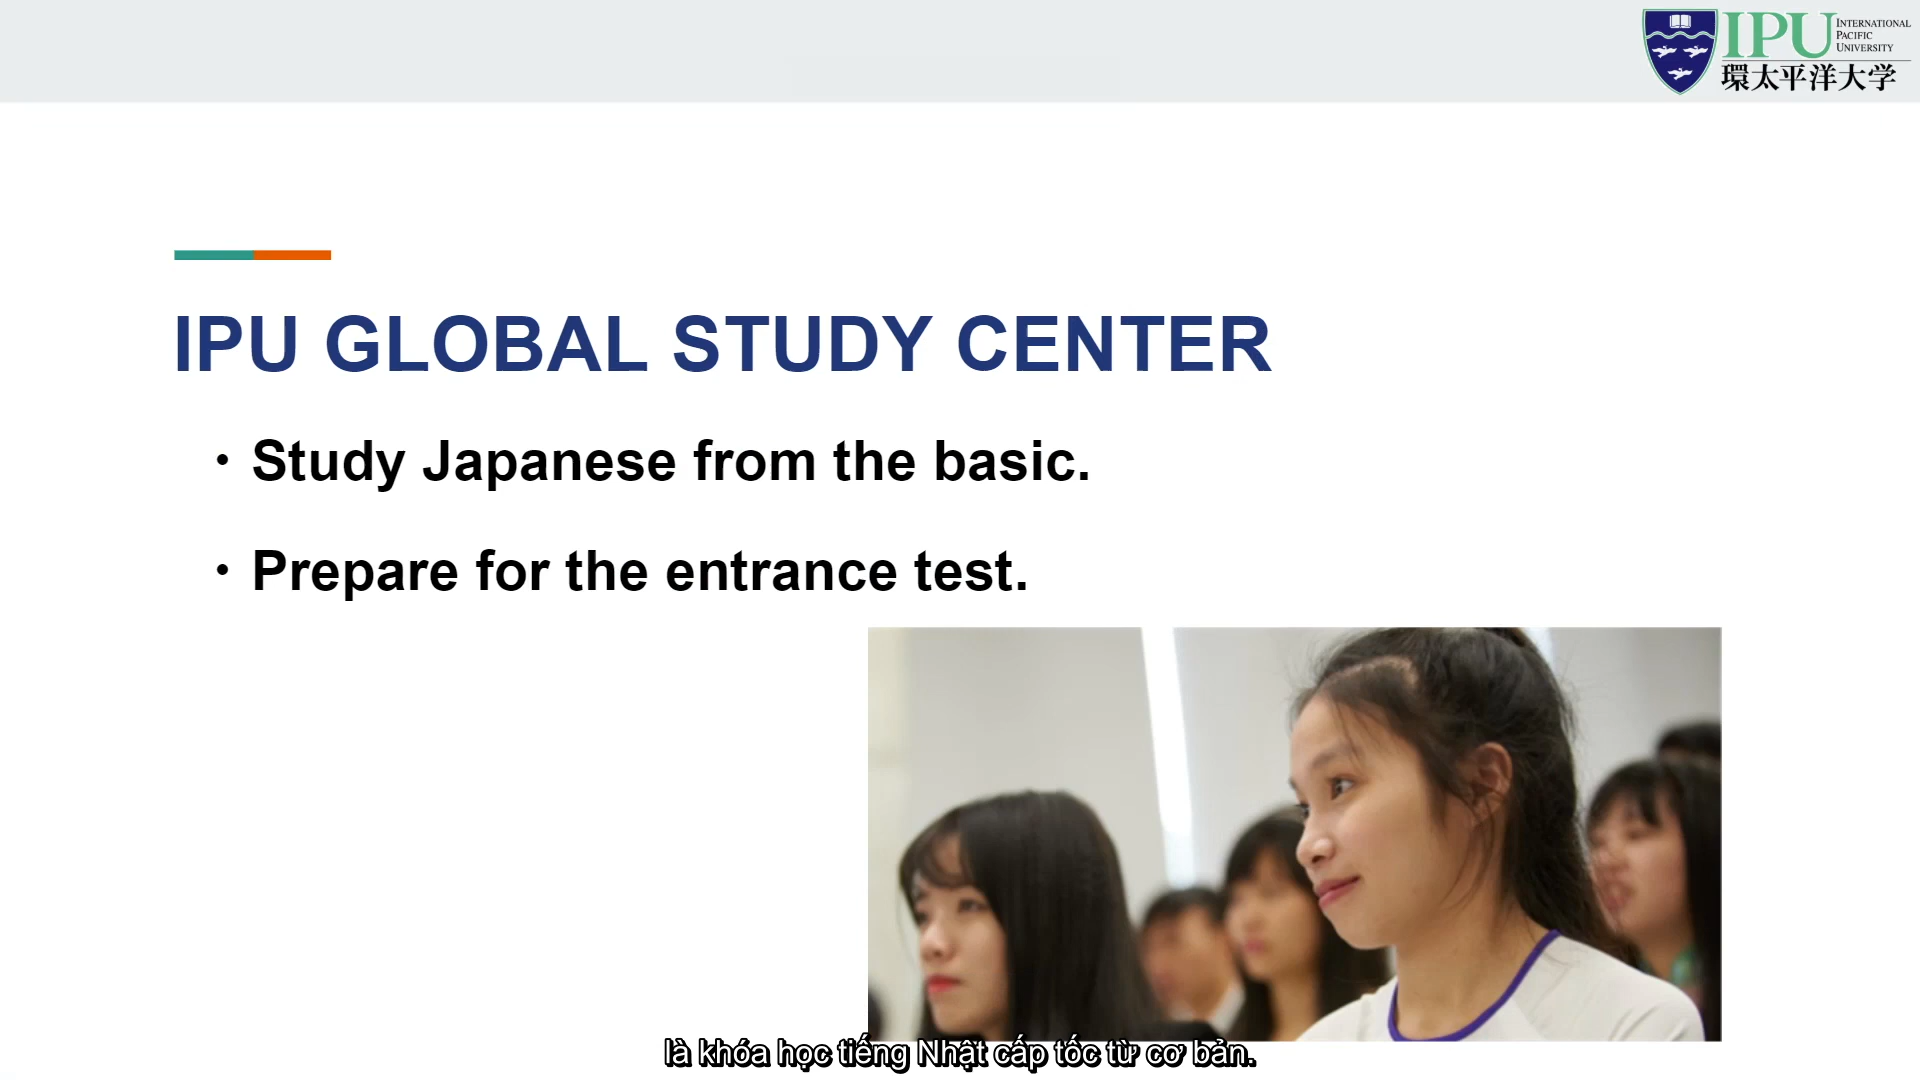 IPU
INTERNATIONAL
PACIFIC
UNIVERSITY
環太平洋大学
IPU GLOBAL STUDY CENTER
・Study Japanese from the basic.
・Prepare for the entrance test.
là khóa học tiếng Nhật cấp tốc từ cơ bản.